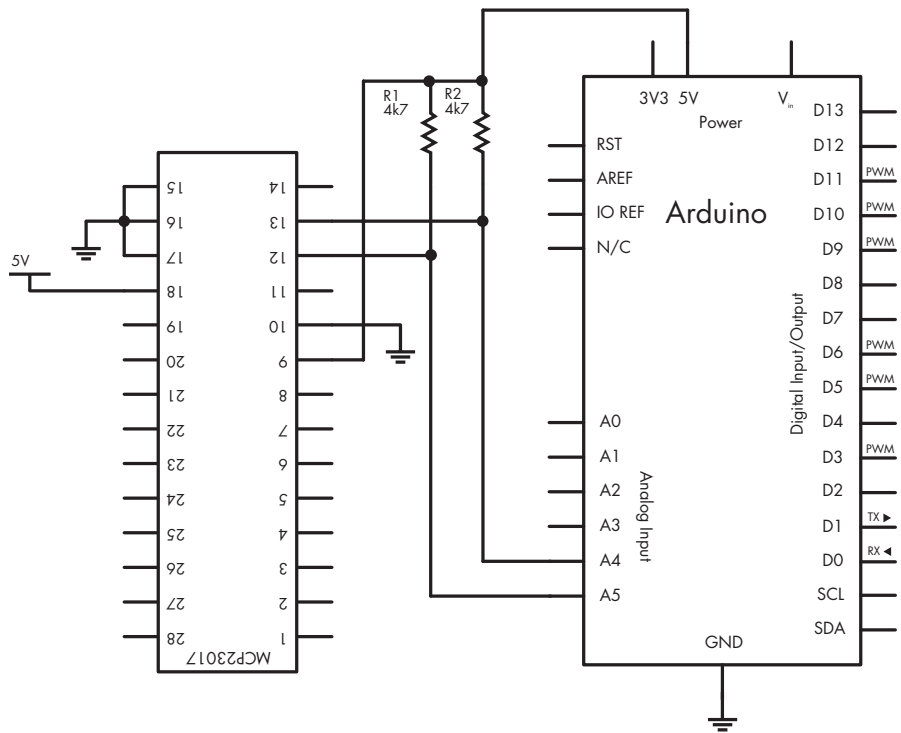 R1
4k7
R2
4k7
3V3
5V
Vin
Power
RST
AREF
IO REF
N/C
Arduino
A0
A1
A2
A3
A4
A5
Analog Input
D13
D12
D11
PWM
D10
PWM
D9
PWM
D8
D7
D6
PWM
D5
PWM
D4
D3
PWM
D2
D1
TX ▶
D0
RX ◀
SCL
SDA
Digital Input/Output
GND
5V
15
16
17
18
19
20
21
22
23
24
25
26
27
28
14
13
12
11
10
9
8
7
6
5
4
3
2
1
MCP23017